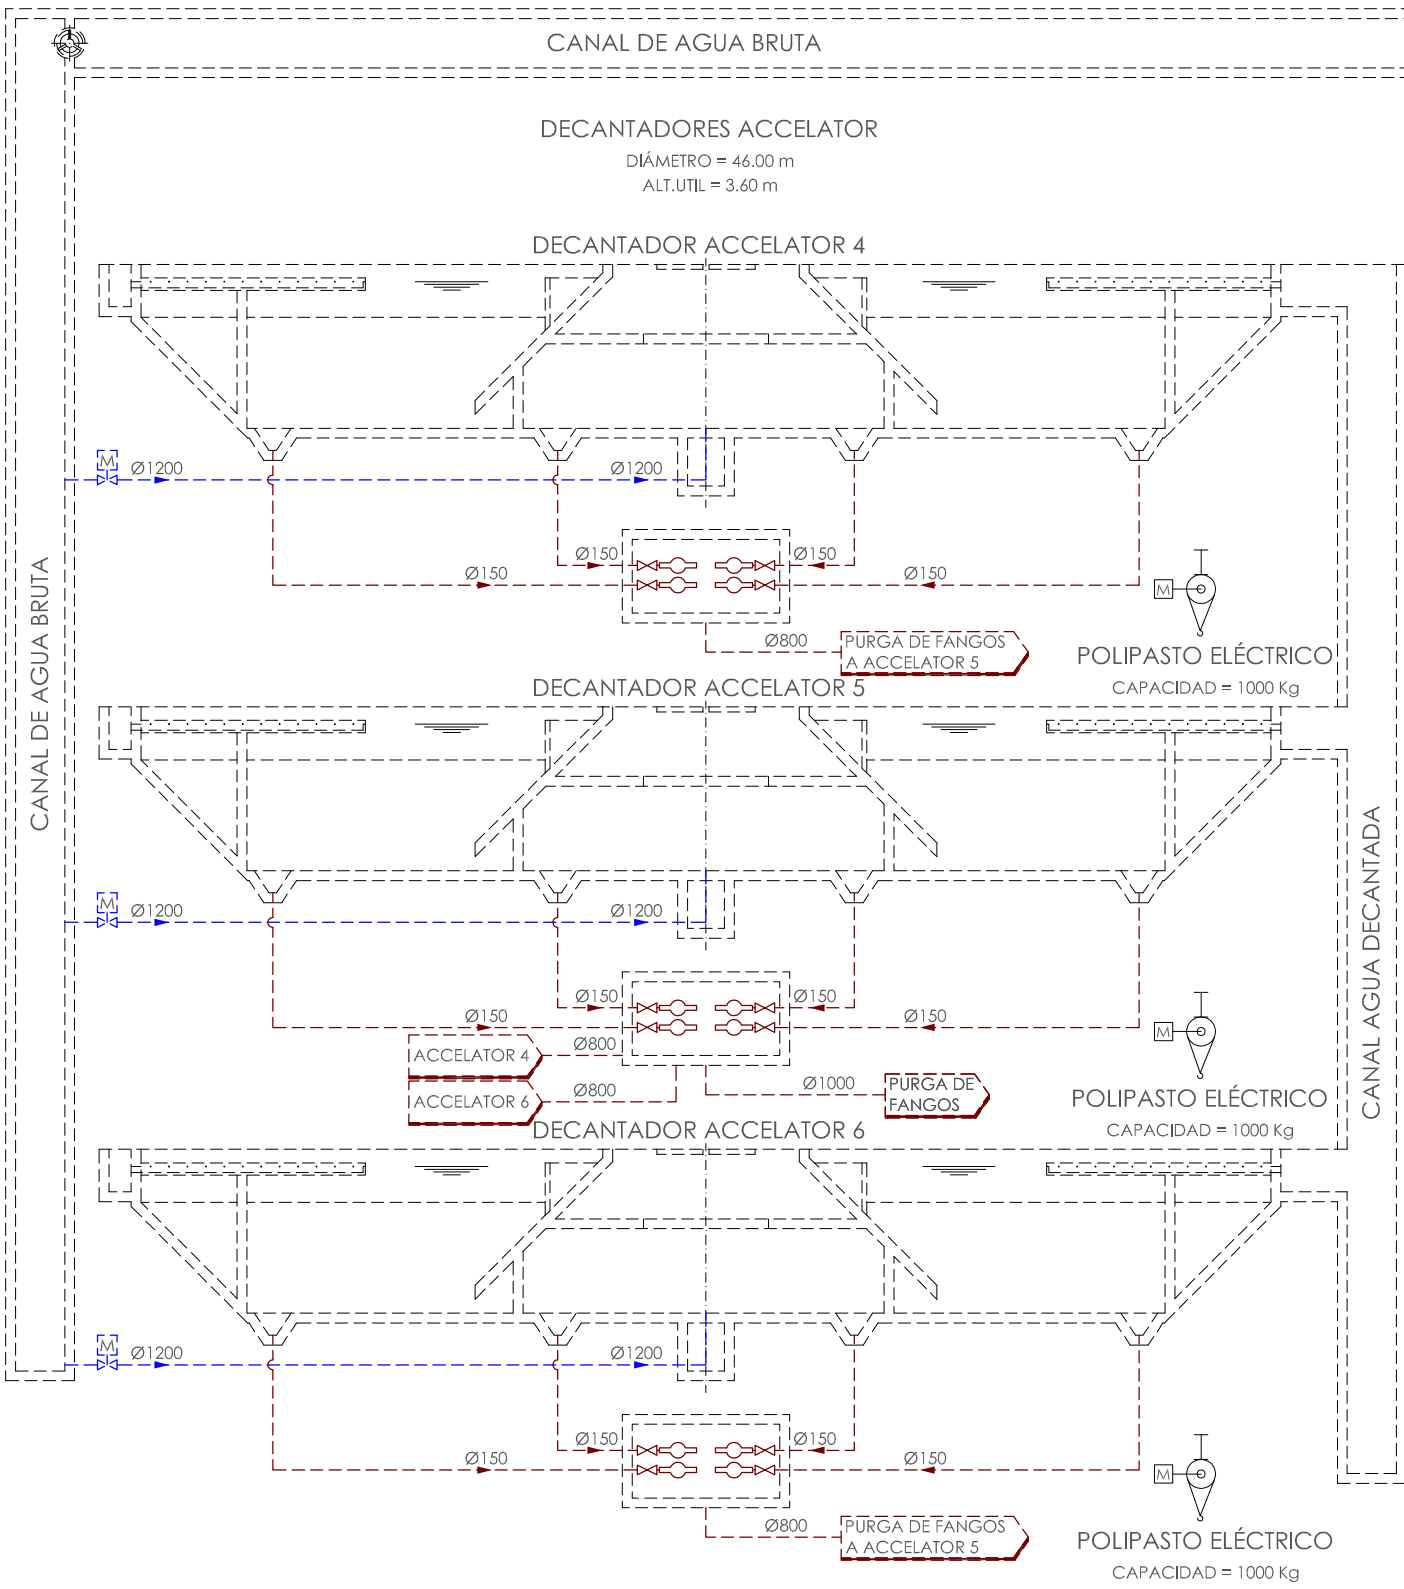 CANAL DE AGUA BRUTA
DECANTADORES ACCELATOR
DIÁMETRO = 46.00 m
ALT.UTIL = 3.60 m
DECANTADOR ACCELATOR 4
M
Ø1200
Ø1200
Ø150
Ø150
Ø150
Ø150
M
Ø800
PURGA DE FANGOS
A ACCELATOR 5
POLIPASTO ELÉCTRICO
CAPACIDAD = 1000 Kg
CANAL DE AGUA BRUTA
DECANTADOR ACCELATOR 5
M
Ø1200
Ø1200
Ø150
Ø150
Ø150
Ø150
M
ACCELATOR 4
Ø800
ACCELATOR 6
Ø800
Ø1000
PURGA DE
FANGOS
POLIPASTO ELÉCTRICO
CAPACIDAD = 1000 Kg
CANAL AGUA DECANTADA
DECANTADOR ACCELATOR 6
M
Ø1200
Ø1200
Ø150
Ø150
Ø150
Ø150
M
Ø800
PURGA DE FANGOS
A ACCELATOR 5
POLIPASTO ELÉCTRICO
CAPACIDAD = 1000 Kg